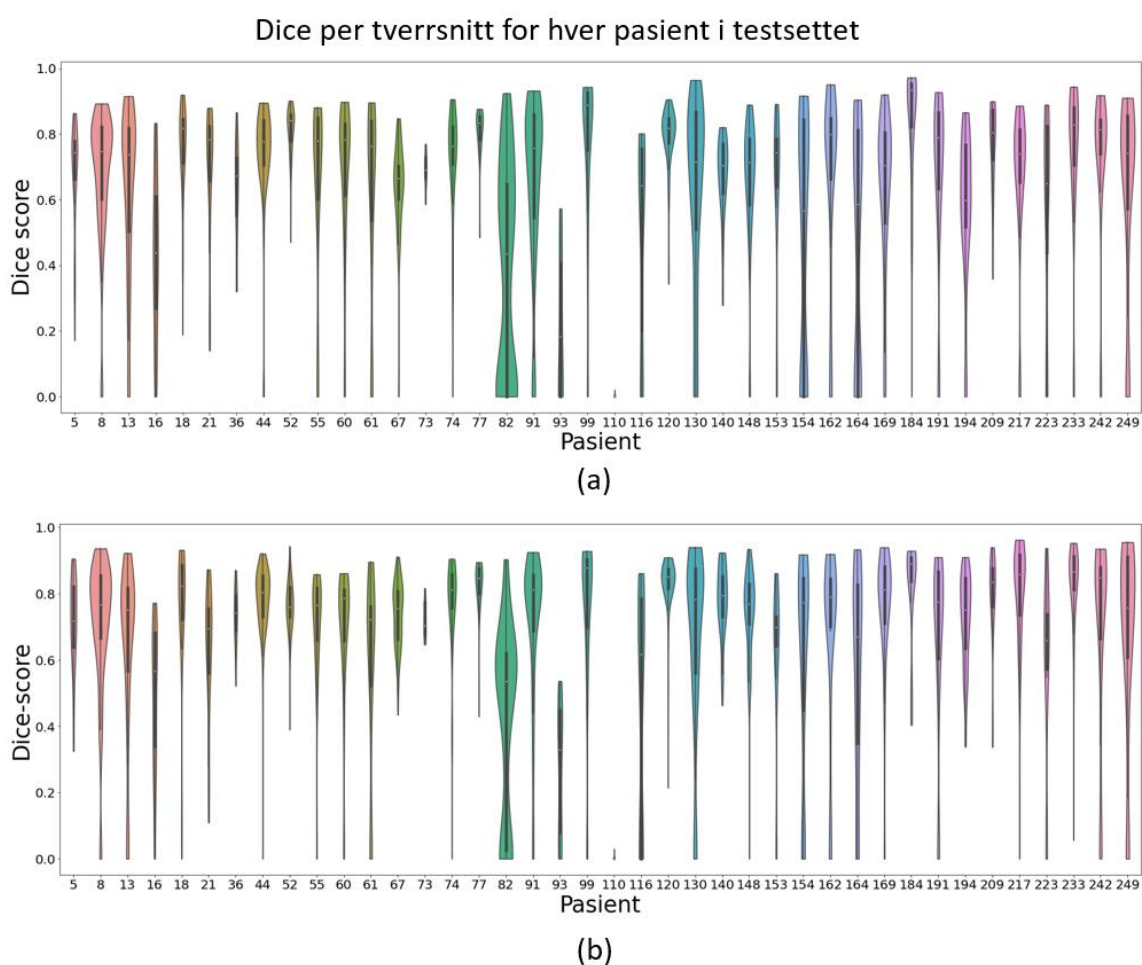 Dice per tverrsnitt for hver pasient i testsettet
1.0
0.8
0.6
0.4
0.2
0.0
Dice score
5 8 13 16 18 21 36 44 52 55 60 61 67 73 74 77 82 91 93 99 110 116 120 130 140 148 153 154 162 164 169 184 191 194 209 217 223 233 242 249
Pasient
(a)
1.0
0.8
0.6
0.4
0.2
0.0
Dice-score
5 8 13 16 18 21 36 44 52 55 60 61 67 73 74 77 82 91 93 99 110 116 120 130 140 148 153 154 162 164 169 184 191 194 209 217 223 233 242 249
Pasient
(b)